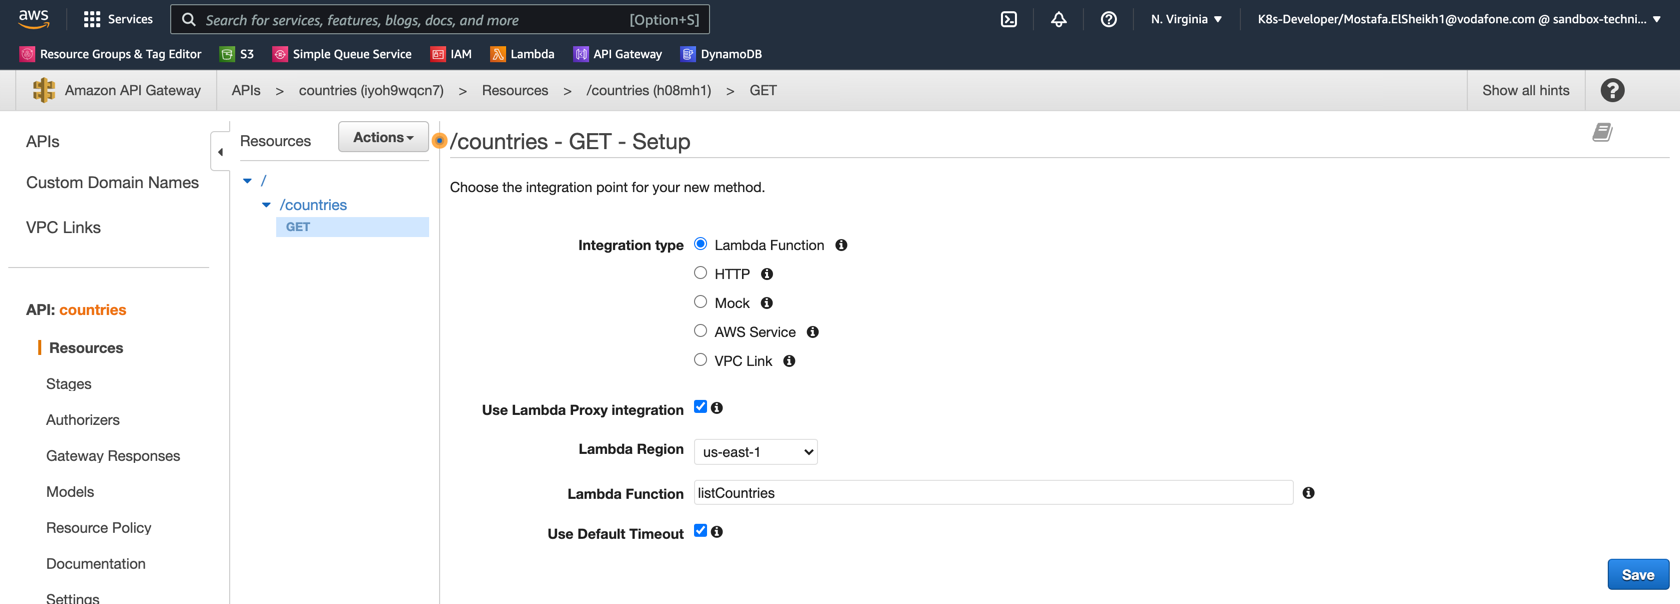 aws
Services
Search for services, features, blogs, docs, and more
[Option+S]
N. Virginia
K8s-Developer/Mostafa.ElSheikh1@vodafone.com @ sandbox-techni...
Resource Groups & Tag Editor
S3
Simple Queue Service
IAM
Lambda
API Gateway
DynamoDB
Amazon API Gateway
APIs > countries (iyoh9wqcn7) > Resources > /countries (h08mh1) > GET
Show all hints
APIs
Custom Domain Names
VPC Links
API: countries
Resources
Stages
Authorizers
Gateway Responses
Models
Resource Policy
Documentation
Settings
Resources
Actions
/
/countries
GET
/countries - GET - Setup
Choose the integration point for your new method.
Integration type
Lambda Function
HTTP
Mock
AWS Service
VPC Link
Use Lambda Proxy integration
Lambda Region
us-east-1
Lambda Function
listCountries
Use Default Timeout
Save